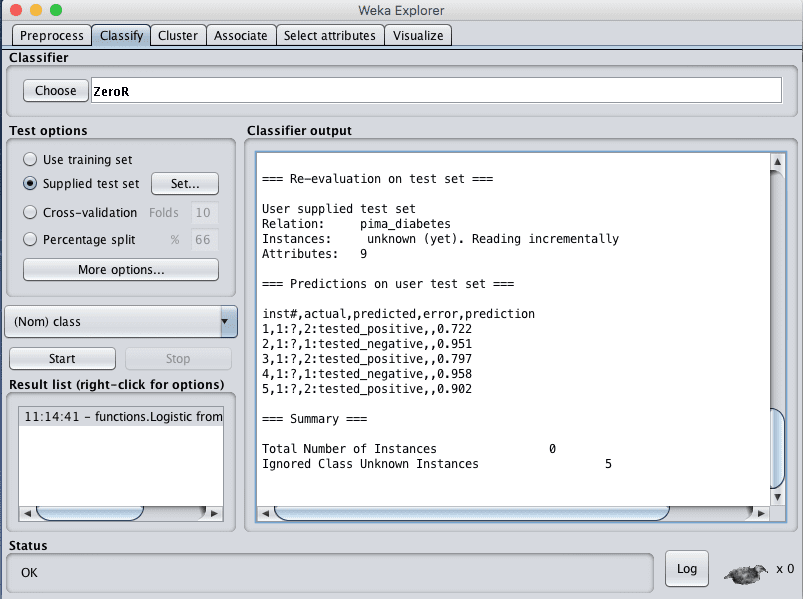 Weka Explorer
Preprocess Classify Cluster Associate Select attributes Visualize
Classifier
Choose ZeroR
Test options
Use training set
Supplied test set Set...
Cross-validation Folds 10
Percentage split % 66
More options...
(Nom) class
Start Stop
Result list (right-click for options)
11:14:41 - functions.Logistic from
Classifier output
=== Re-evaluation on test set ===
User supplied test set
Relation: pima_diabetes
Instances: unknown (yet). Reading incrementally
Attributes: 9
=== Predictions on user test set ===
inst#,actual,predicted,error,prediction
1,1:?,2:tested_positive,,0.722
2,1:?,1:tested_negative,,0.951
3,1:?,2:tested_positive,,0.797
4,1:?,1:tested_negative,,0.958
5,1:?,2:tested_positive,,0.902
=== Summary ===
Total Number of Instances 0
Ignored Class Unknown Instances 5
Status
OK
Log x 0